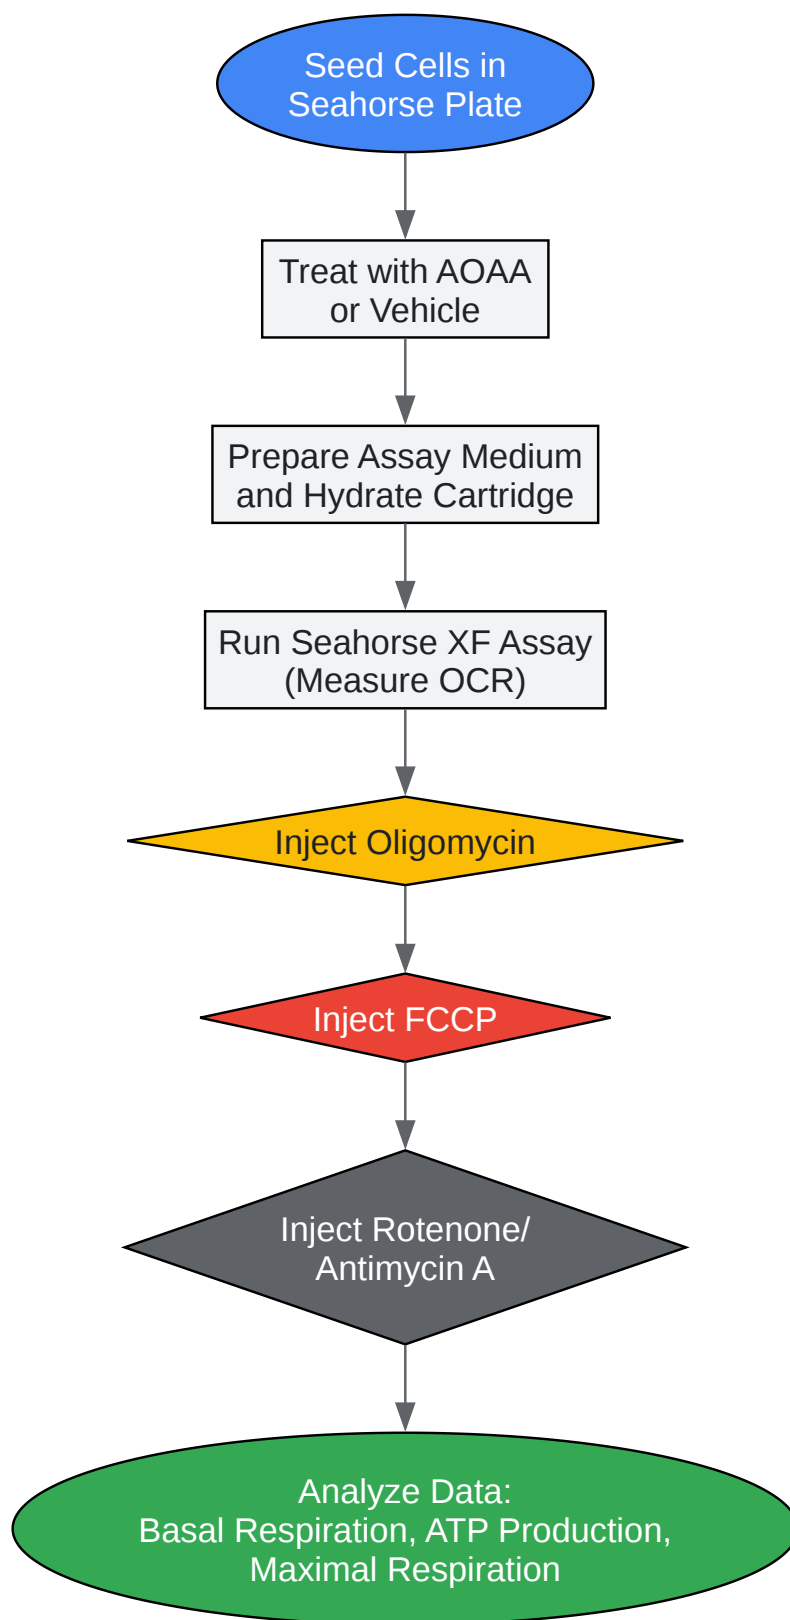 Seed Cells in
Seahorse Plate
Treat with AOAA
or Vehicle
Prepare Assay Medium
and Hydrate Cartridge
Run Seahorse XF Assay
(Measure OCR)
Inject Oligomycin
Inject FCCP
Inject Rotenone/
Antimycin A
Analyze Data:
Basal Respiration, ATP Production,
Maximal Respiration